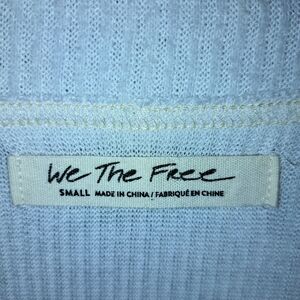 We The Free
SMALL MADE IN CHINA / FABRIQUÉ EN CHINE